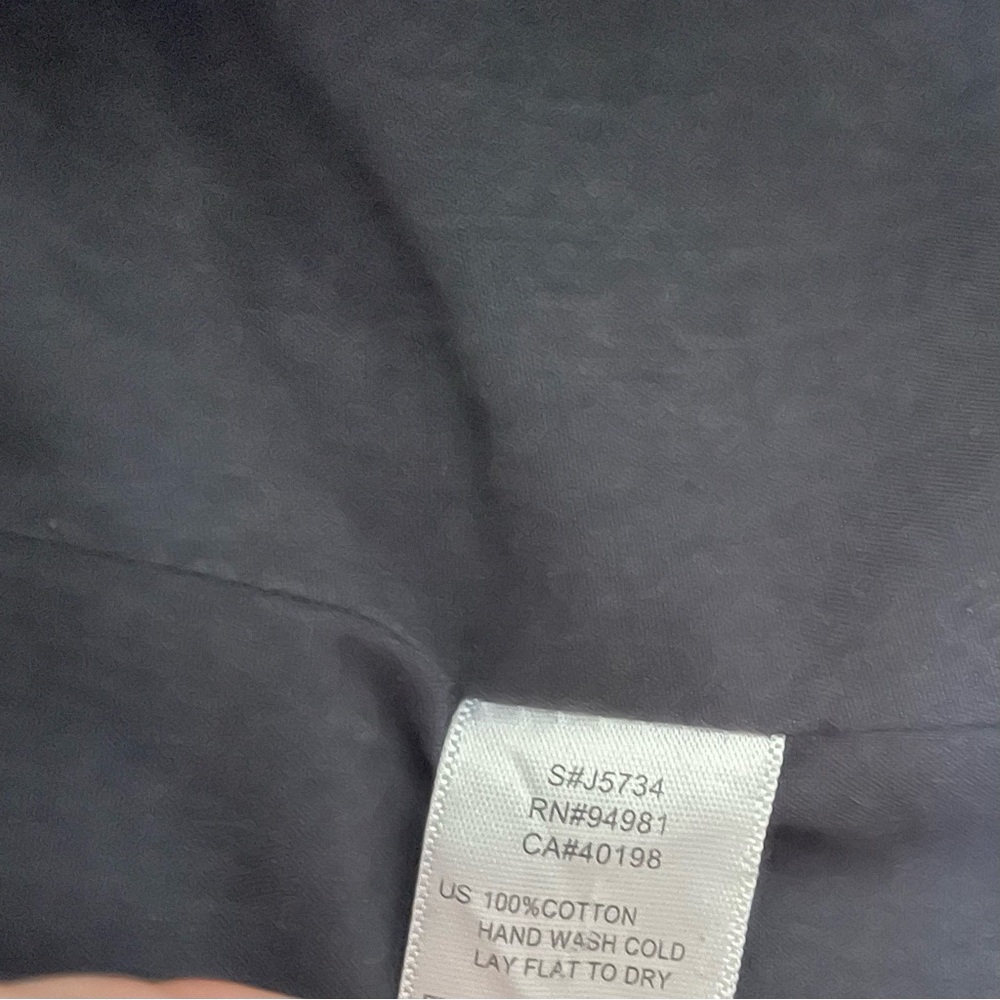 S#J5734
RN#94981
CA#40198
US 100%COTTON
HAND WASH COLD
LAY FLAT TO DRY